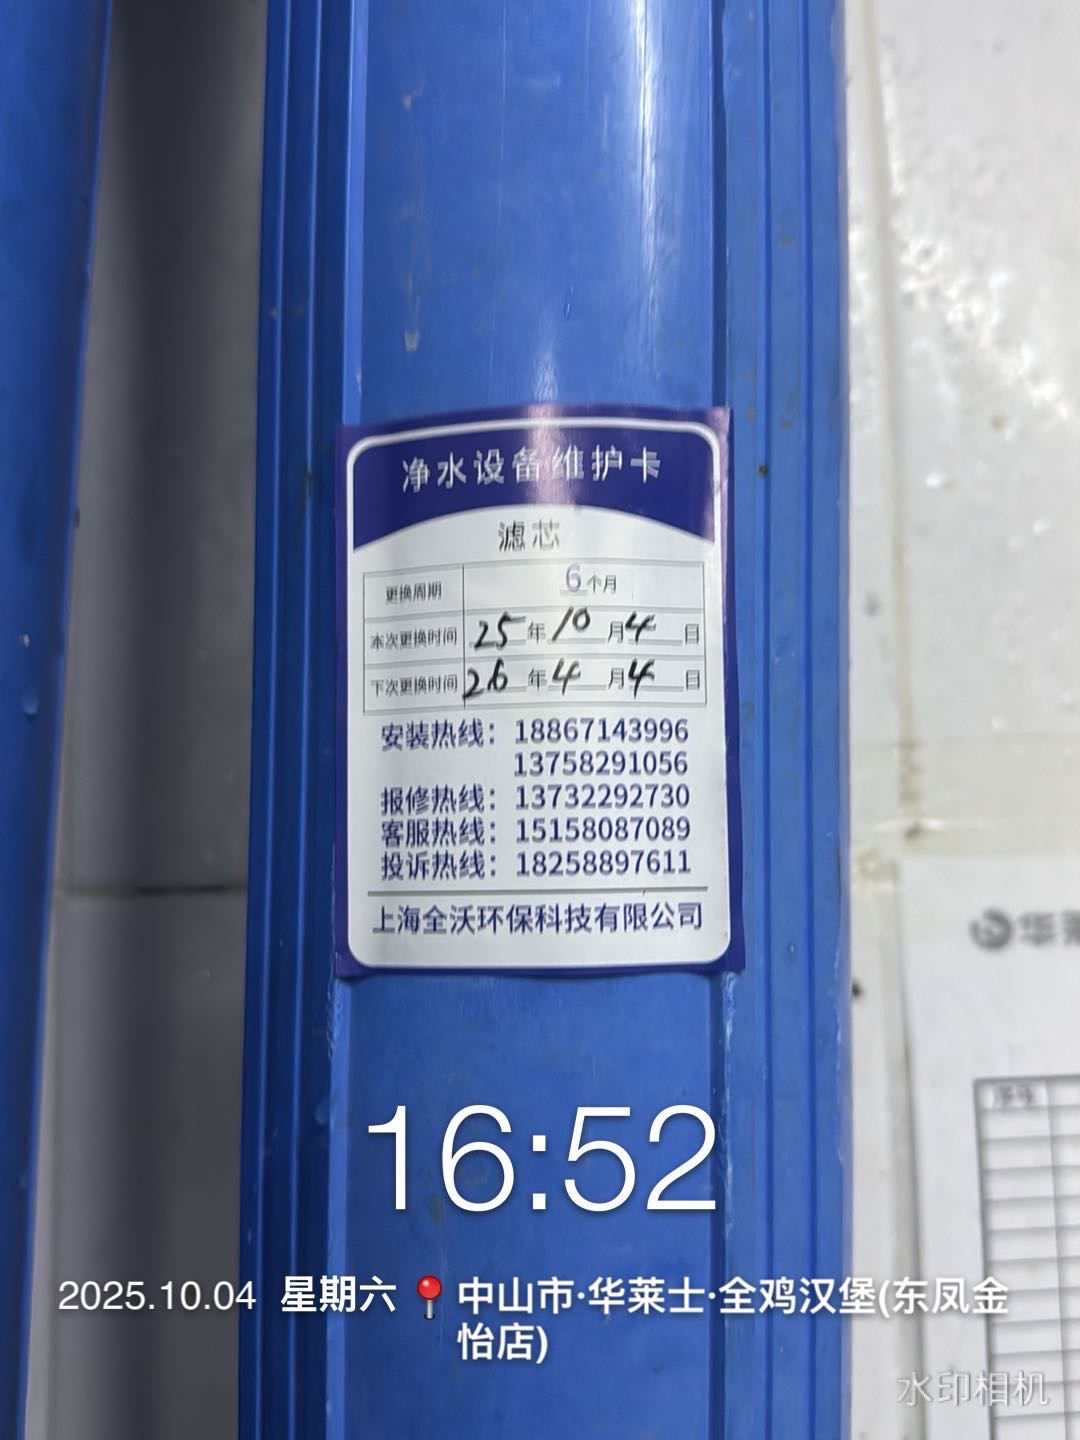 净水设备维护卡
滤芯
更换周期 6个月
本次更换时间 25年10月4日
下次更换时间 26年4月4日
安装热线：18867143996
13758291056
报修热线：13732292730
客服热线：15158087089
投诉热线：18258897611
上海全沃环保科技有限公司
华莱
序号
16:52
2025.10.04 星期六 中山市·华莱士·全鸡汉堡(东凤金
怡店)
水印相机